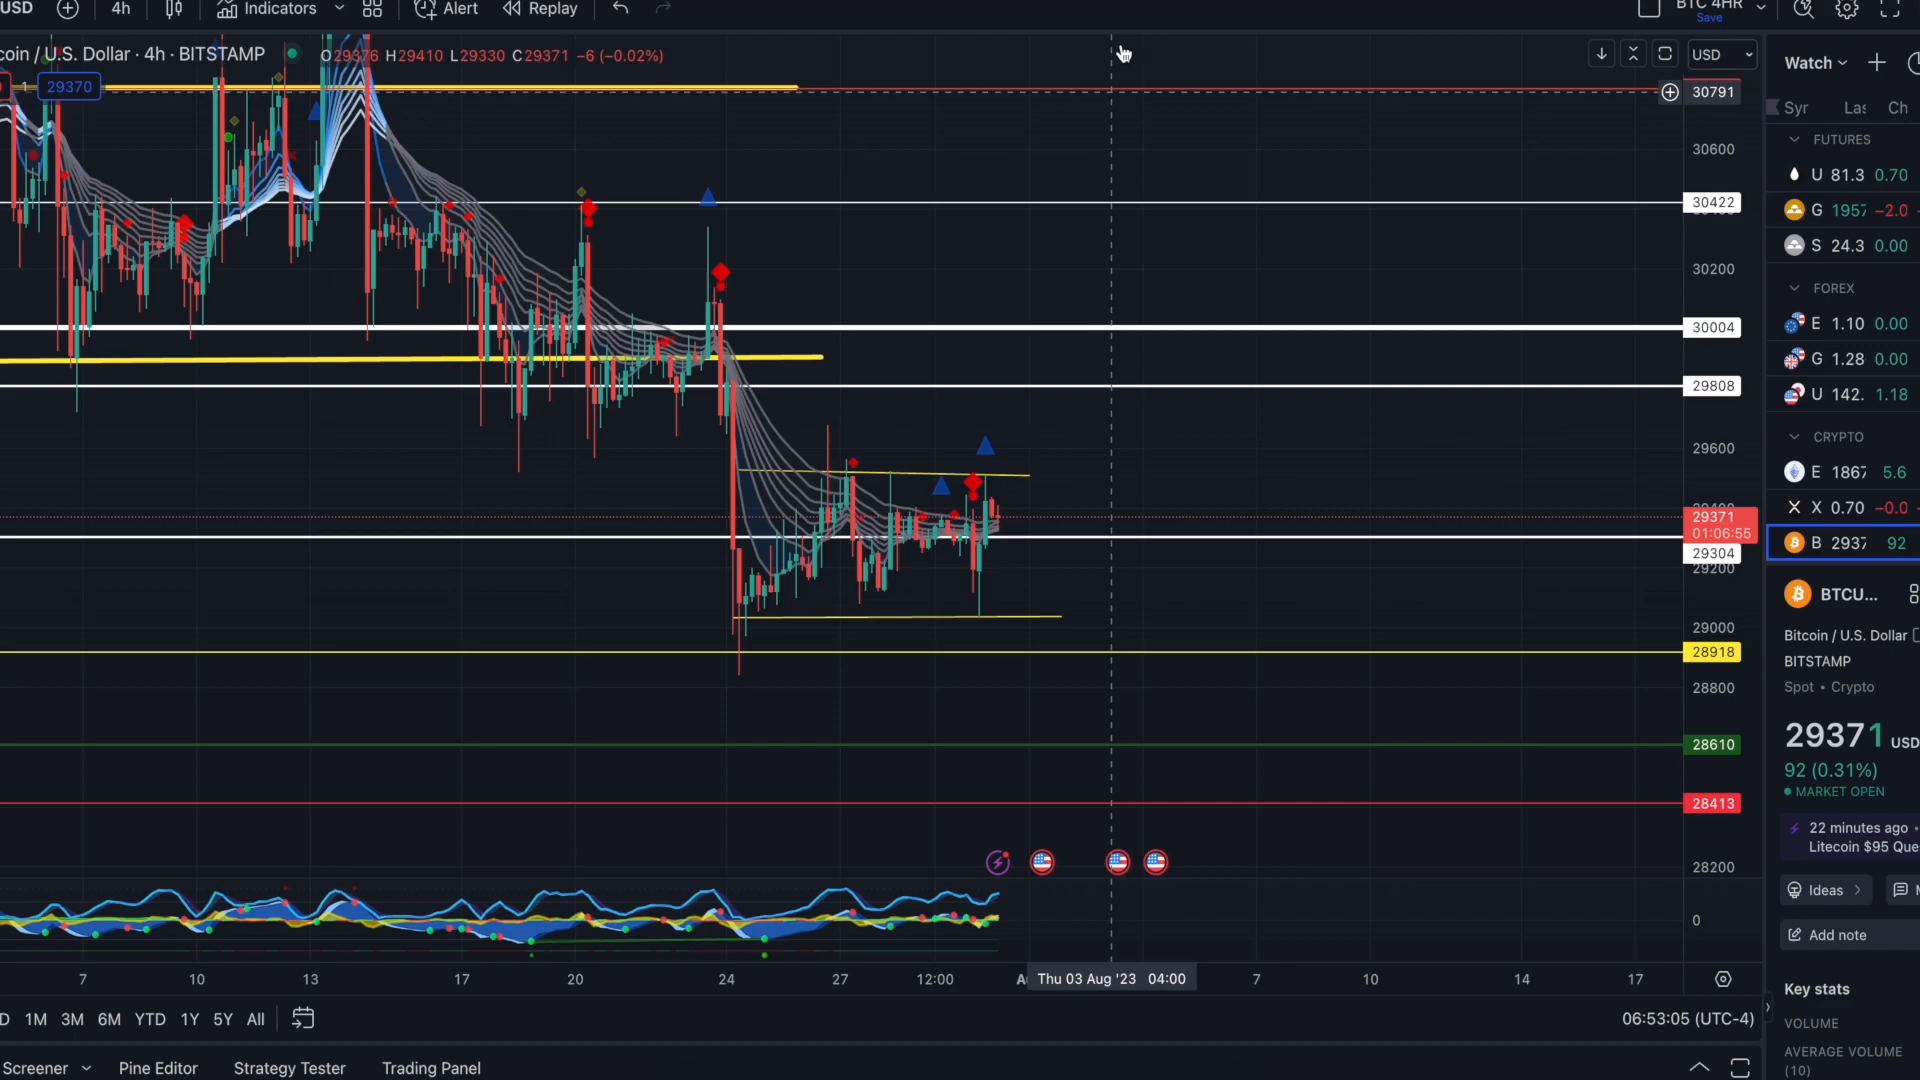 USD 4h Indicators Alert Replay BTC 4HR
Save
coin / U.S. Dollar · 4h · BITSTAMP O29376 H29410 L29330 C29371 −6 (−0.02%) USD
1 29370
30791
30600
30422
30200
30004
29808
29600
29371
01:06:55
29304
29200
29000
28918
28800
28610
28413
28200
0
7 10 13 17 20 24 27 12:00 Thu 03 Aug '23 04:00 7 10 14 17
D 1M 3M 6M YTD 1Y 5Y All 06:53:05 (UTC-4)
Screener Pine Editor Strategy Tester Trading Panel
Watch
Syr Las Ch
FUTURES
U 81.3 0.70
G 1957 −2.0
S 24.3 0.00
FOREX
E 1.10 0.00
G 1.28 0.00
U 142. 1.18
CRYPTO
E 1867 5.6
X 0.70 −0.0
B 2937 92
BTCU...
Bitcoin / U.S. Dollar
BITSTAMP
Spot • Crypto
29371 USD
92 (0.31%)
MARKET OPEN
22 minutes ago •
Litecoin $95 Que
Ideas
Add note
Key stats
VOLUME
AVERAGE VOLUME
(10)